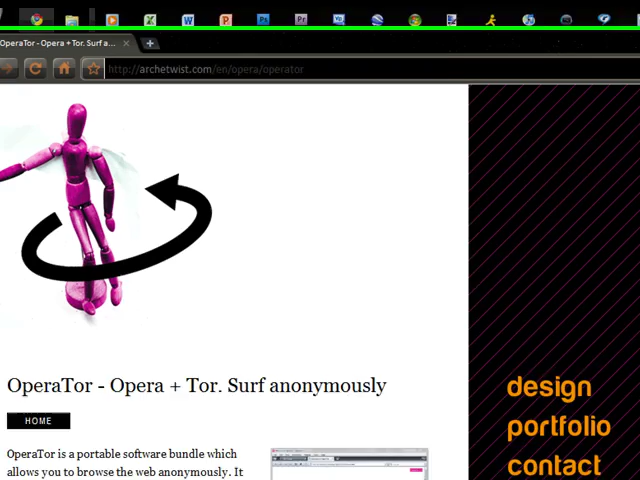 OperaTor - Opera + Tor. Surf a...
http://archetwist.com/en/opera/operator
OperaTor - Opera + Tor. Surf anonymously
HOME
OperaTor is a portable software bundle which
allows you to browse the web anonymously. It
design
portfolio
contact